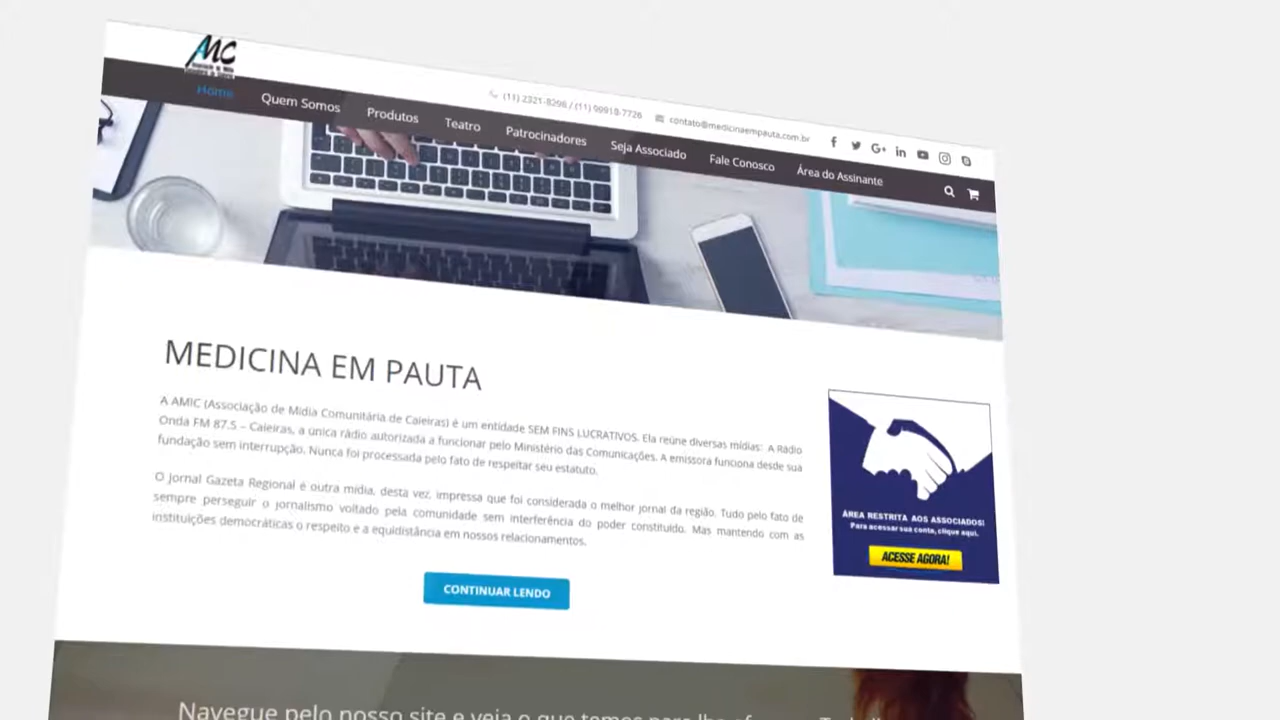 AMC
(11) 2321-8296 / (11) 99918-7726
contato@medicinaempauta.com.br
Home
Quem Somos
Produtos
Teatro
Patrocinadores
Seja Associado
Fale Conosco
Área do Assinante
MEDICINA EM PAUTA
A AMIC (Associação de Mídia Comunitária de Caieiras) é um entidade SEM FINS LUCRATIVOS. Ela reúne diversas mídias: A Rádio
Onda FM 87.5 – Caieiras, a única rádio autorizada a funcionar pelo Ministério das Comunicações. A emissora funciona desde sua
fundação sem interrupção. Nunca foi processada pelo fato de respeitar seu estatuto.
O Jornal Gazeta Regional é outra mídia, desta vez, impressa que foi considerada o melhor jornal da região. Tudo pelo fato de
sempre perseguir o jornalismo voltado pela comunidade sem interferência do poder constituído. Mas mantendo com as
instituições democráticas o respeito e a equidistância em nossos relacionamentos.
CONTINUAR LENDO
ÁREA RESTRITA AOS ASSOCIADOS!
Para acessar sua conta, clique aqui.
ACESSE AGORA!
Navegue pelo nosso site e veja o que temos para lhe